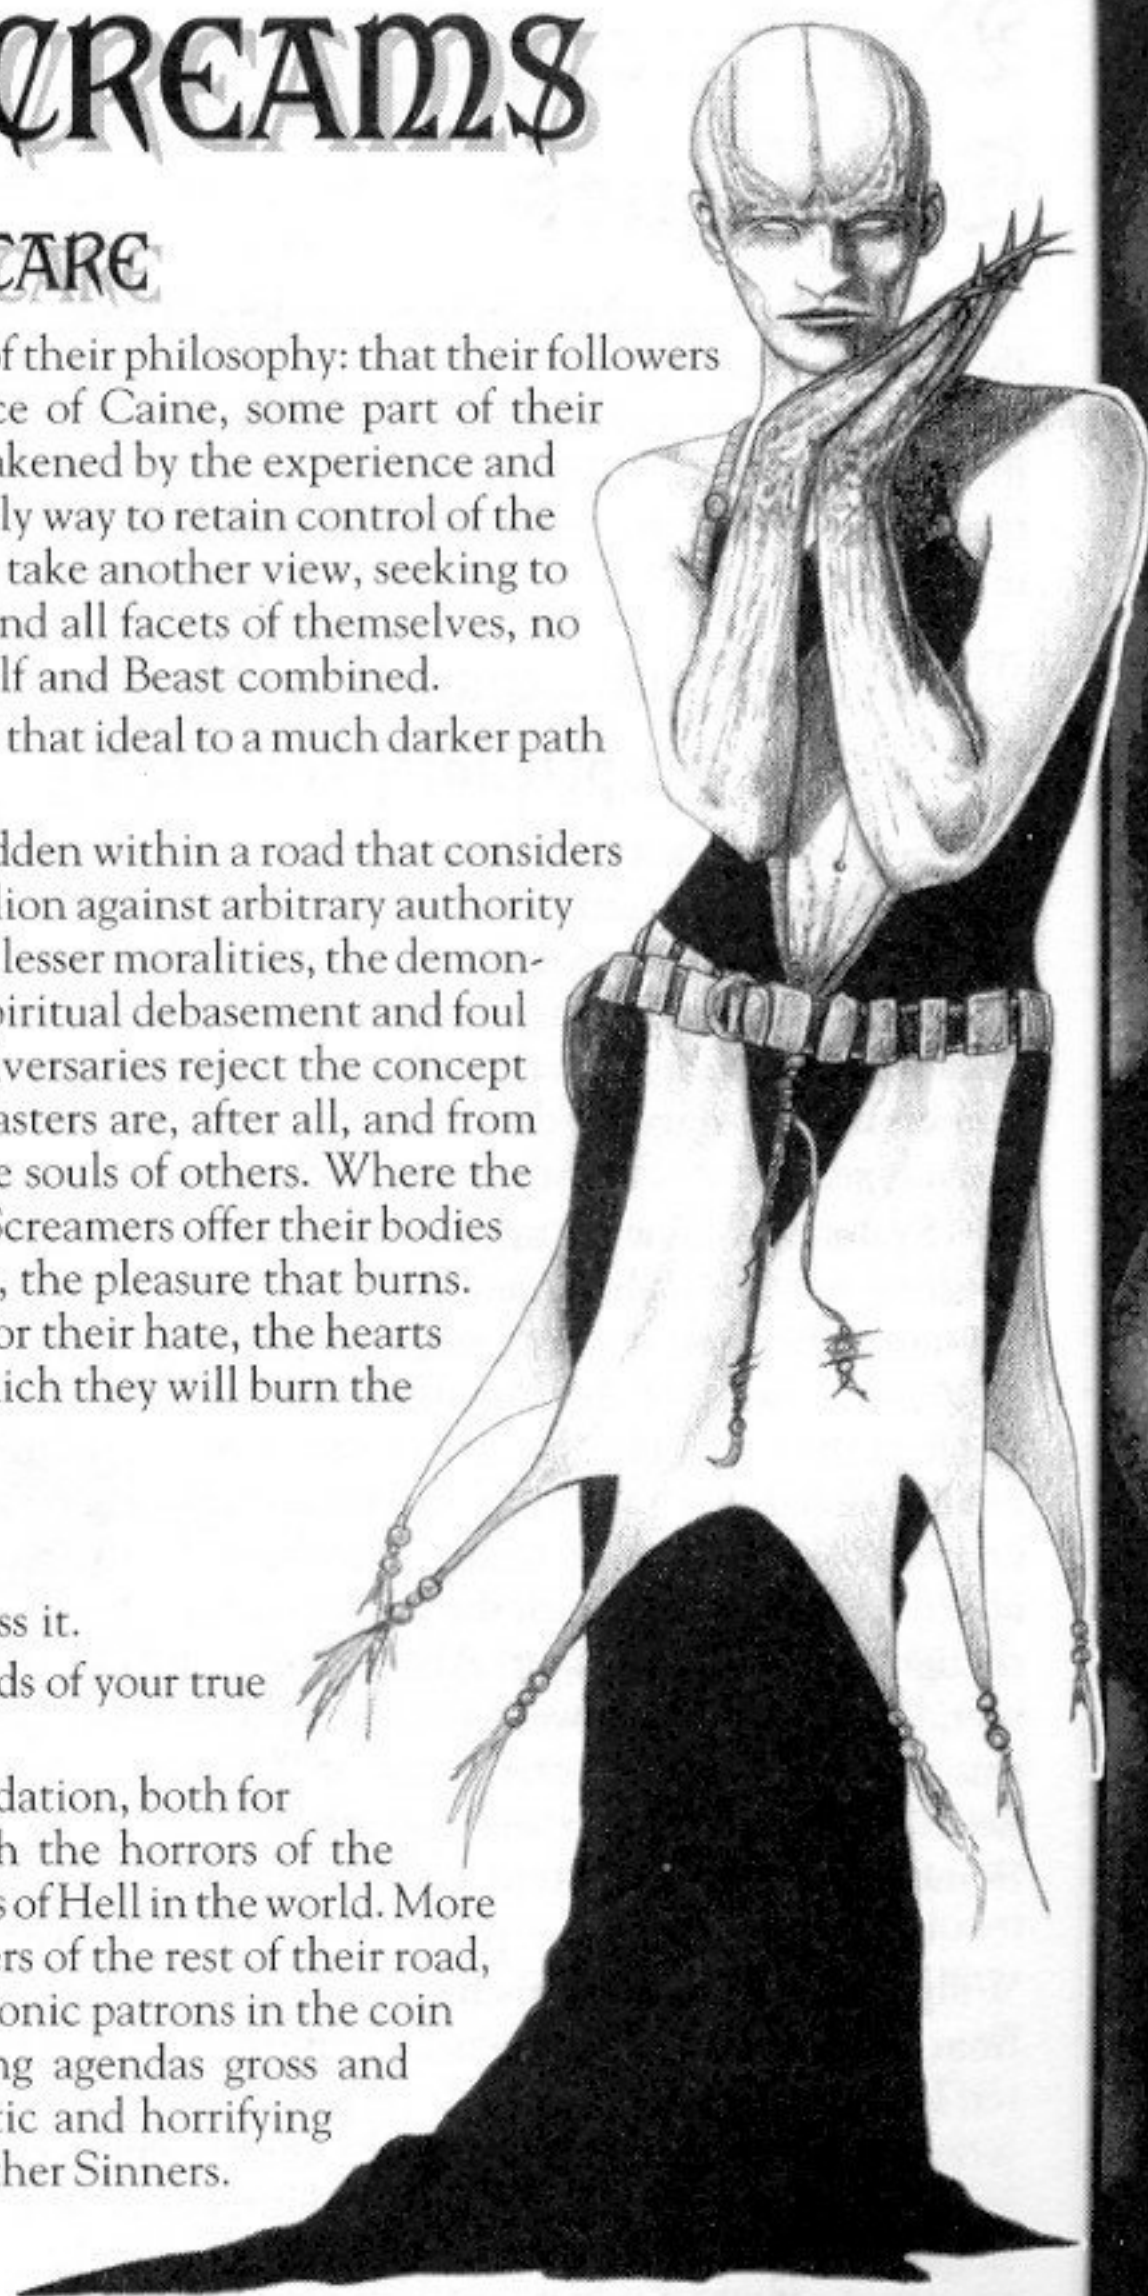 CREAMS
CARE
of their philosophy: that their followers
ce of Caine, some part of their
akened by the experience and
ly way to retain control of the
take another view, seeking to
nd all facets of themselves, no
lf and Beast combined.
that ideal to a much darker path
dden within a road that considers
lion against arbitrary authority
lesser moralities, the demon-
piritual debasement and foul
versaries reject the concept
asters are, after all, and from
e souls of others. Where the
Screamers offer their bodies
, the pleasure that burns.
or their hate, the hearts
hich they will burn the
ss it.
ds of your true
dation, both for
h the horrors of the
s of Hell in the world. More
ers of the rest of their road,
onic patrons in the coin
ng agendas gross and
tic and horrifying
ther Sinners.